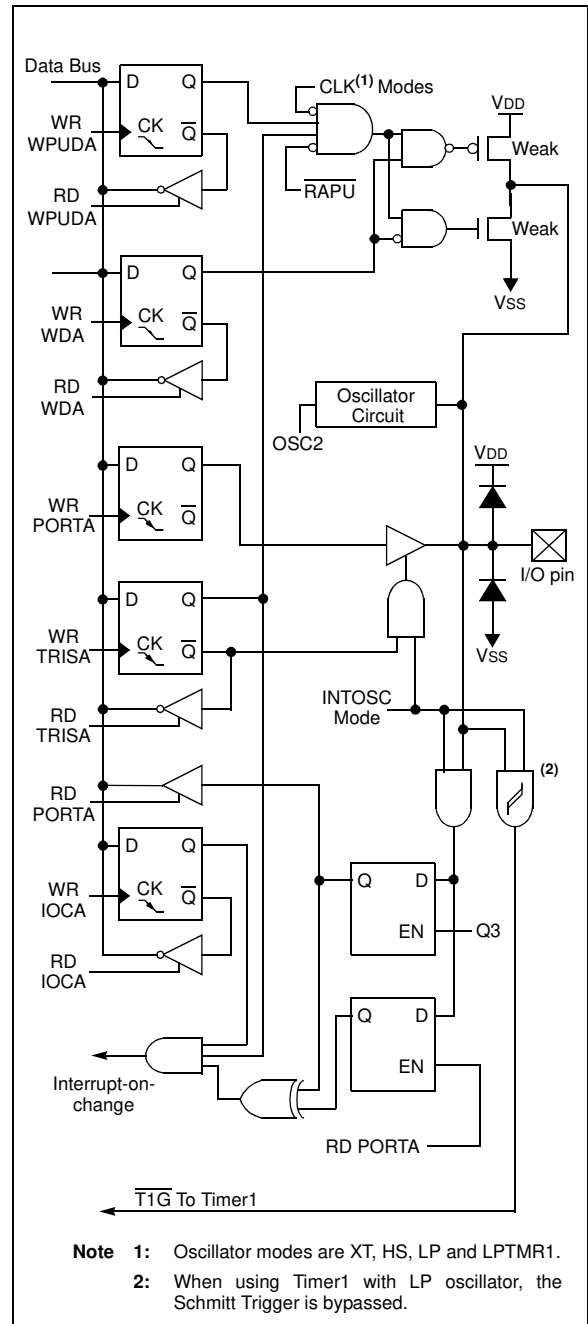 Data Bus
D Q
CLK(1) Modes
VDD
WR
WPUDA
CK Q
Weak
RD
WPUDA
RAPU
Weak
D Q
WR
WDA
CK Q
VSS
RD
WDA
Oscillator
Circuit
OSC2
VDD
D Q
WR
PORTA
CK Q
I/O pin
D Q
WR
TRISA
CK Q
VSS
INTOSC
Mode
RD
TRISA
(2)
RD
PORTA
D Q
WR
IOCA
CK Q
Q D
EN
Q3
RD
IOCA
Q D
EN
Interrupt-on-
change
RD PORTA
T1G To Timer1
Note 1: Oscillator modes are XT, HS, LP and LPTMR1.
2: When using Timer1 with LP oscillator, the
Schmitt Trigger is bypassed.